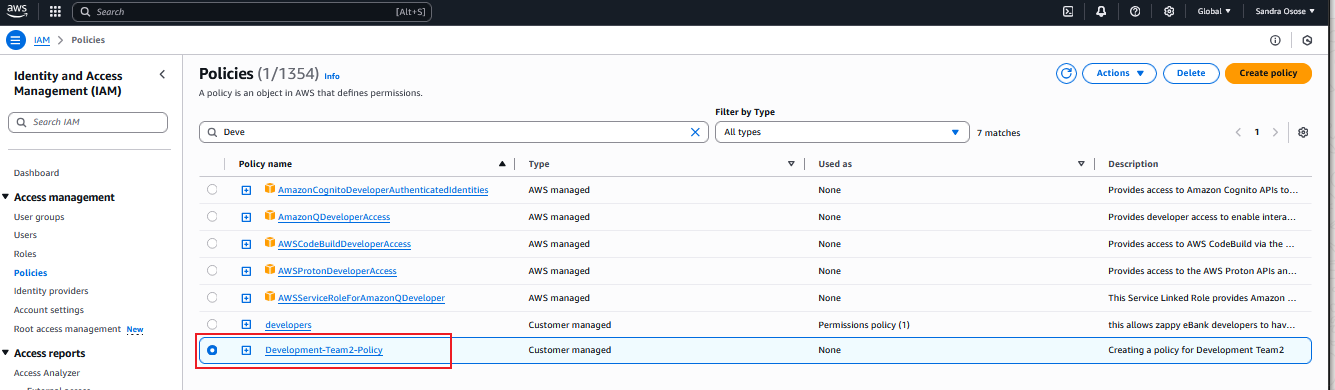 aws Search [Alt+S] Global Sandra Osose
IAM > Policies
Identity and Access Management (IAM)
Search IAM
Dashboard
Access management
User groups
Users
Roles
Policies
Identity providers
Account settings
Root access management New
Access reports
Access Analyzer
Policies (1/1354) Info
A policy is an object in AWS that defines permissions.
Actions Delete Create policy
Filter by Type
Deve All types 7 matches 1
Policy name Type Used as Description
AmazonCognitoDeveloperAuthenticatedIdentities AWS managed None Provides access to Amazon Cognito APIs to...
AmazonQDeveloperAccess AWS managed None Provides developer access to enable intera...
AWSCodeBuildDeveloperAccess AWS managed None Provides access to AWS CodeBuild via the ...
AWSProtonDeveloperAccess AWS managed None Provides access to the AWS Proton APIs an...
AWSServiceRoleForAmazonQDeveloper AWS managed None This Service Linked Role provides Amazon ...
developers Customer managed Permissions policy (1) this allows zappy eBank developers to hav...
Development-Team2-Policy Customer managed None Creating a policy for Development Team2